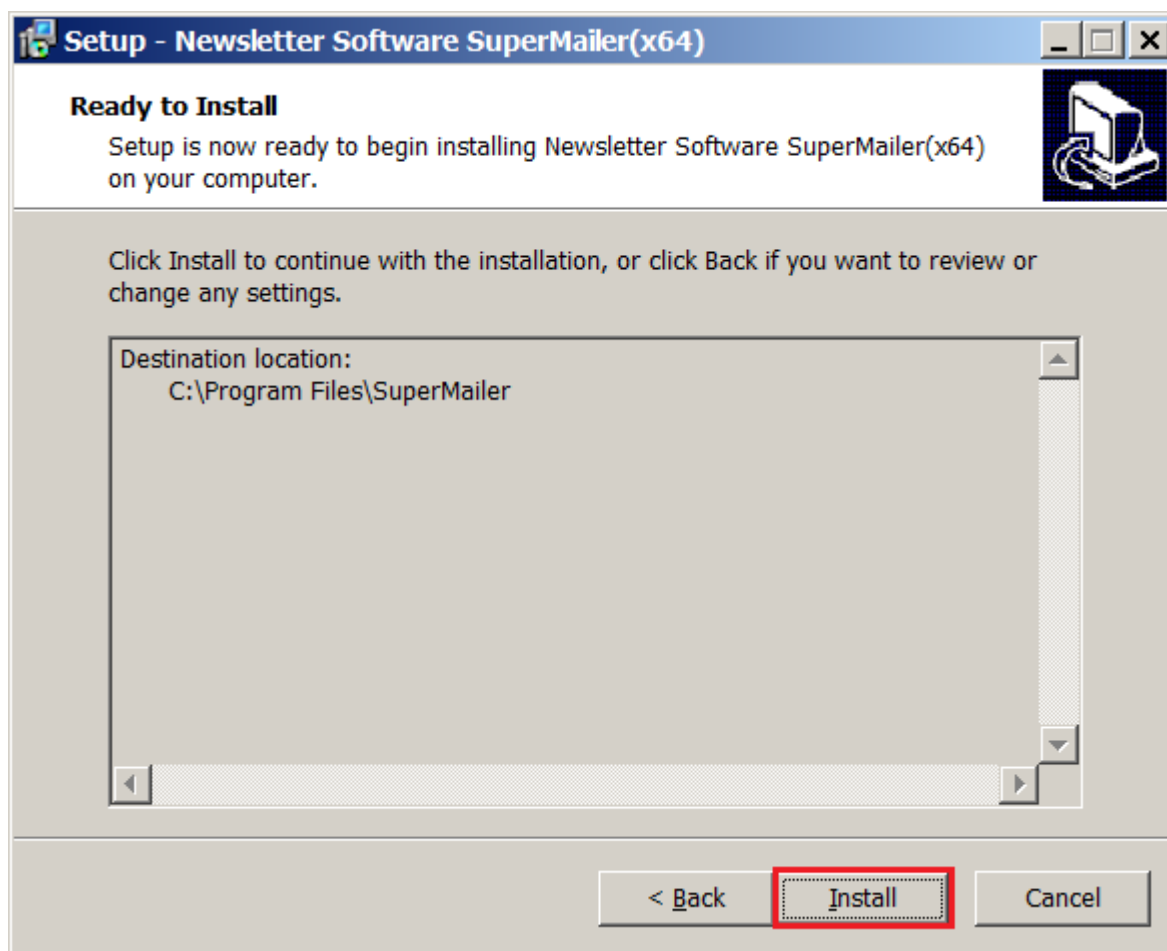 Setup - Newsletter Software SuperMailer(x64)
Ready to Install
Setup is now ready to begin installing Newsletter Software SuperMailer(x64)
on your computer.
Click Install to continue with the installation, or click Back if you want to review or
change any settings.
Destination location:
C:\Program Files\SuperMailer
< Back
Install
Cancel